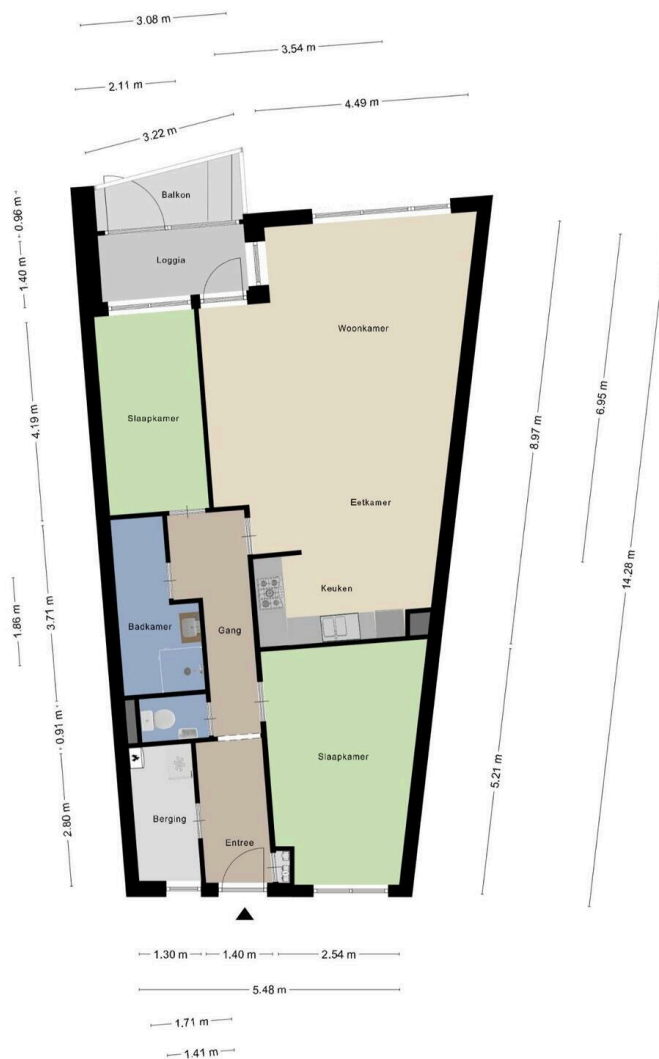 3.08 m
3.54 m
2.11 m
4.49 m
3.22 m
Balkon
0.96 m
Loggia
1.40 m
Woonkamer
4.19 m
Slaapkamer
6.95 m
8.97 m
Eetkamer
14.28 m
Keuken
1.86 m
3.71 m
Badkamer
Gang
0.91 m
Slaapkamer
5.21 m
2.80 m
Berging
Entree
1.30 m
1.40 m
2.54 m
5.48 m
1.71 m
1.41 m